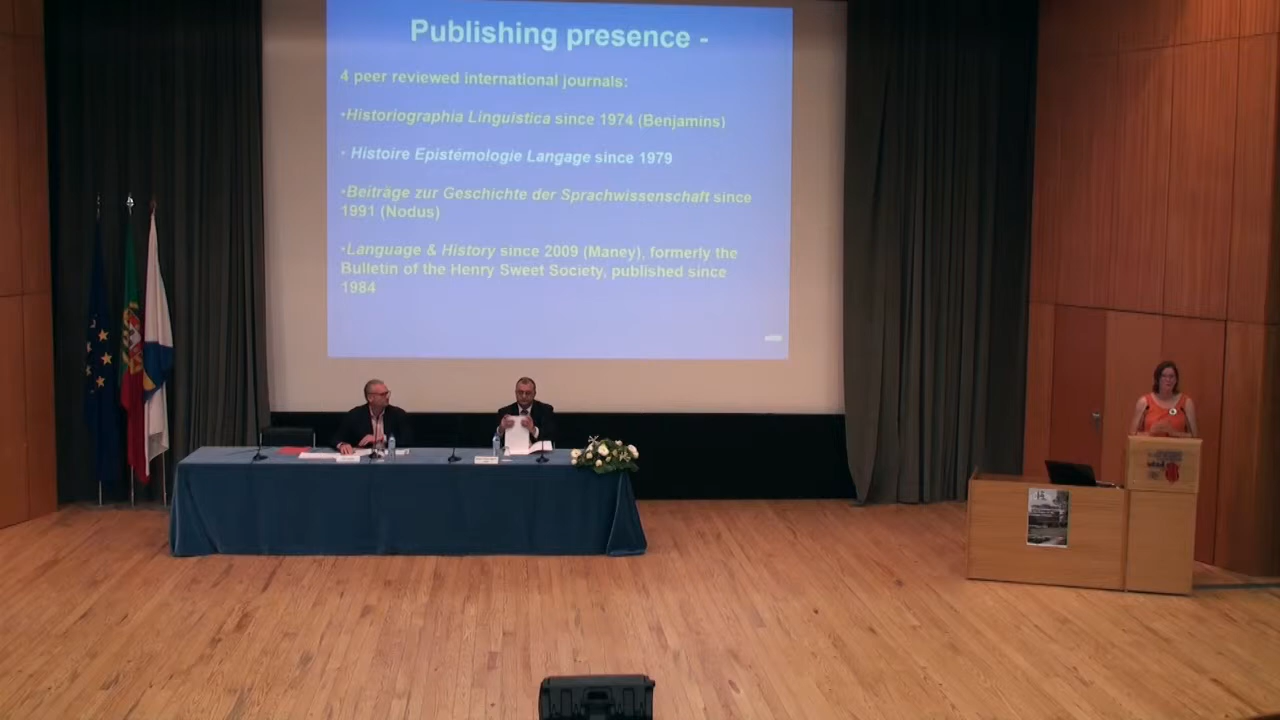 Publishing presence -
4 peer reviewed international journals:
•Historiographia Linguistica since 1974 (Benjamins)
• Histoire Epistémologie Langage since 1979
•Beiträge zur Geschichte der Sprachwissenschaft since
1991 (Nodus)
•Language & History since 2009 (Maney), formerly the
Bulletin of the Henry Sweet Society, published since
1984
utad